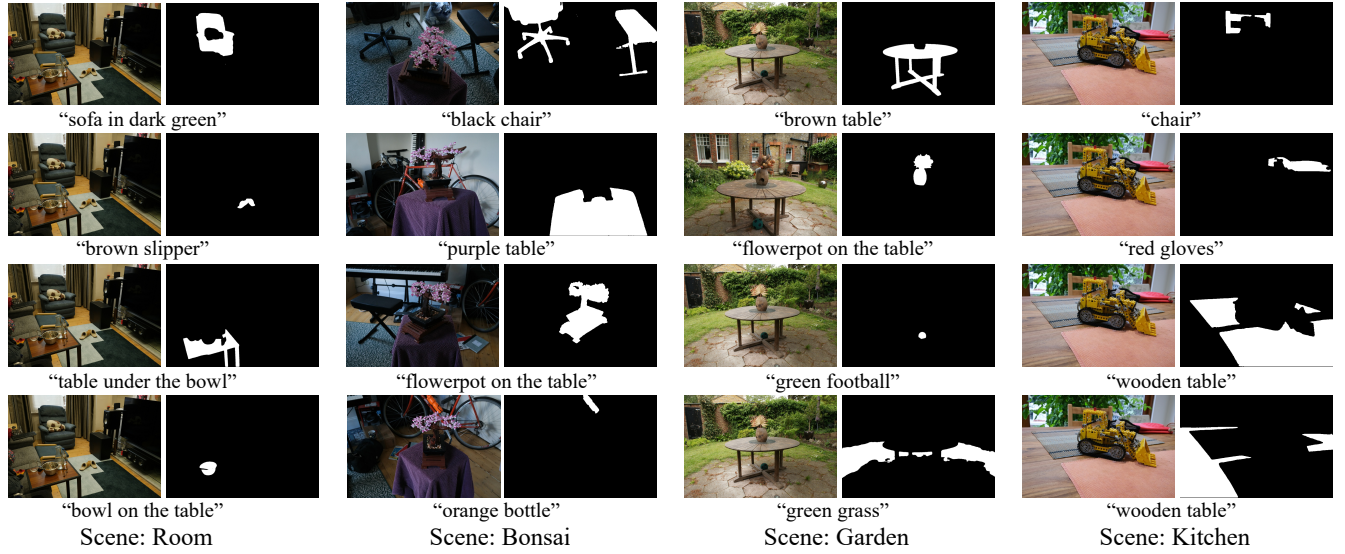 “sofa in dark green” “black chair” “brown table” “chair”
“brown slipper” “purple table” “flowerpot on the table” “red gloves”
“table under the bowl” “flowerpot on the table” “green football” “wooden table”
“bowl on the table” “orange bottle” “green grass” “wooden table”
Scene: Room Scene: Bonsai Scene: Garden Scene: Kitchen